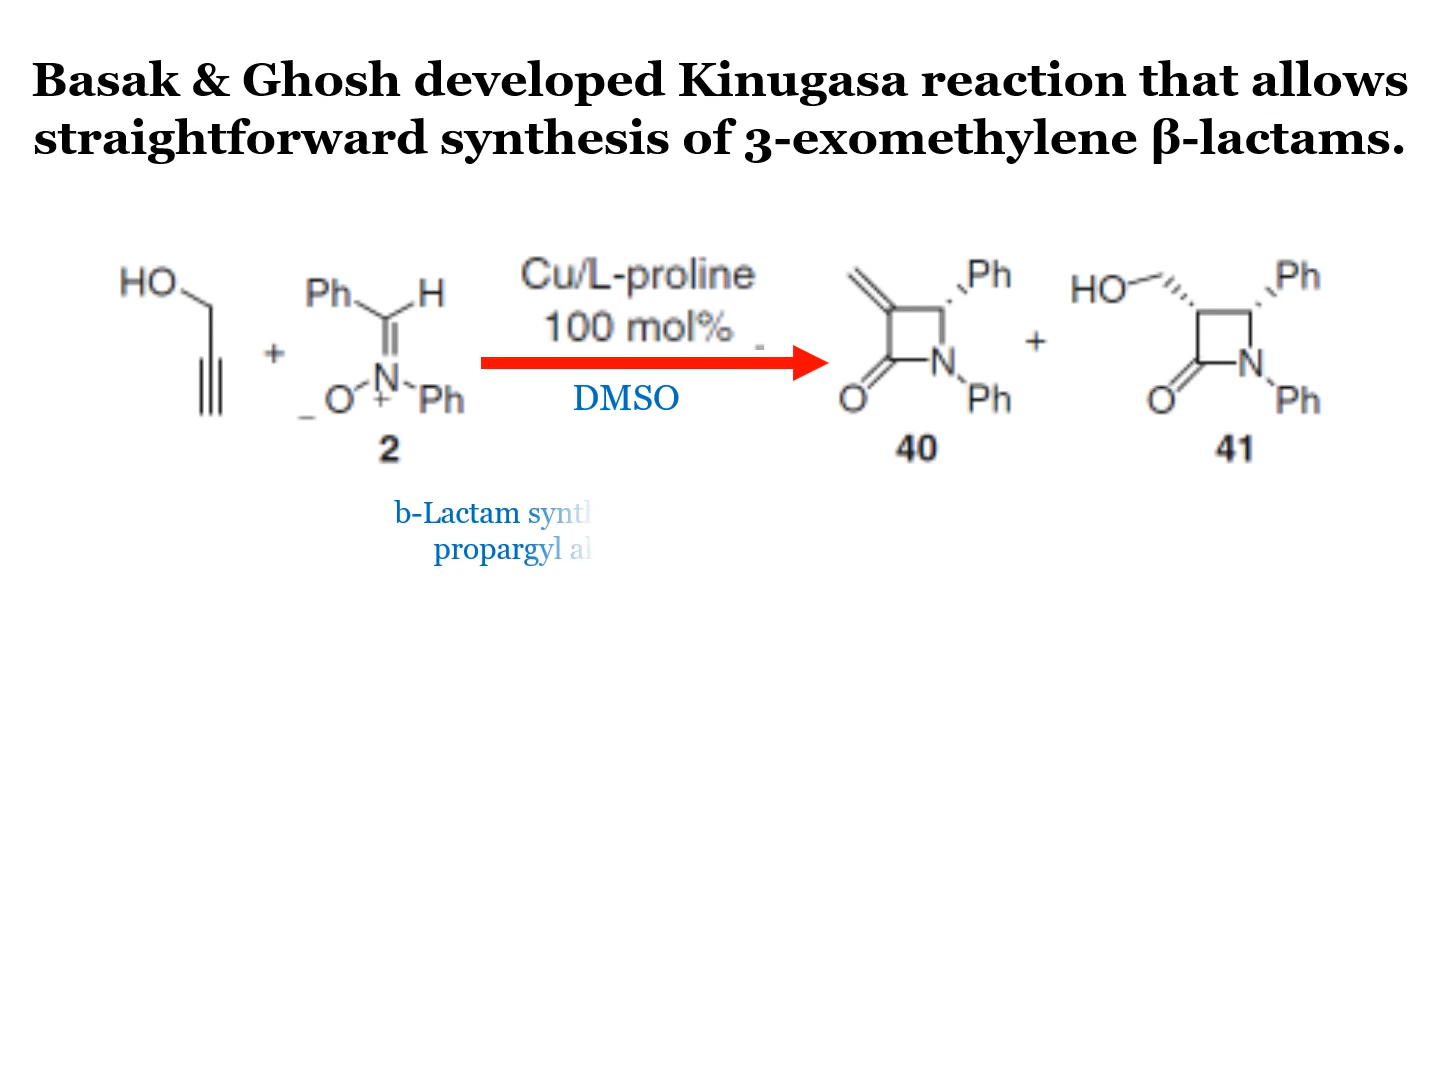 Basak & Ghosh developed Kinugasa reaction that allows
straightforward synthesis of 3-exomethylene β-lactams.
HO
+
Ph H
N
+
O
−
Ph
2
Cu/L-proline
100 mol%
DMSO
Ph
N
O
Ph
40
+
HO
Ph
N
O
Ph
41
b-Lactam
propargyl